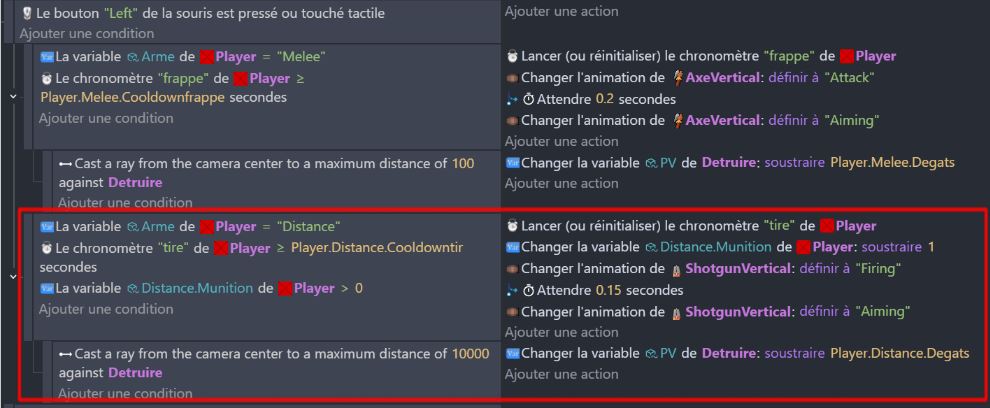 Le bouton "Left" de la souris est pressé ou touché tactile
Ajouter une action
Ajouter une condition
La variable Arme de Player = "Melee"
Le chronomètre "frappe" de Player ≥
Player.Melee.Cooldownfrappe secondes
Ajouter une condition
Lancer (ou réinitialiser) le chronomètre "frappe" de Player
Changer l'animation de AxeVertical: définir à "Attack"
Attendre 0.2 secondes
Changer l'animation de AxeVertical: définir à "Aiming"
Ajouter une action
Cast a ray from the camera center to a maximum distance of 100
against Detruire
Ajouter une condition
Changer la variable PV de Detruire: soustraire Player.Melee.Degats
Ajouter une action
La variable Arme de Player = "Distance"
Le chronomètre "tire" de Player ≥ Player.Distance.Cooldowntir
secondes
La variable Distance.Munition de Player > 0
Ajouter une condition
Lancer (ou réinitialiser) le chronomètre "tire" de Player
Changer la variable Distance.Munition de Player: soustraire 1
Changer l'animation de ShotgunVertical: définir à "Firing"
Attendre 0.15 secondes
Changer l'animation de ShotgunVertical: définir à "Aiming"
Ajouter une action
Cast a ray from the camera center to a maximum distance of 10000
against Detruire
Ajouter une condition
Changer la variable PV de Detruire: soustraire Player.Distance.Degats
Ajouter une action